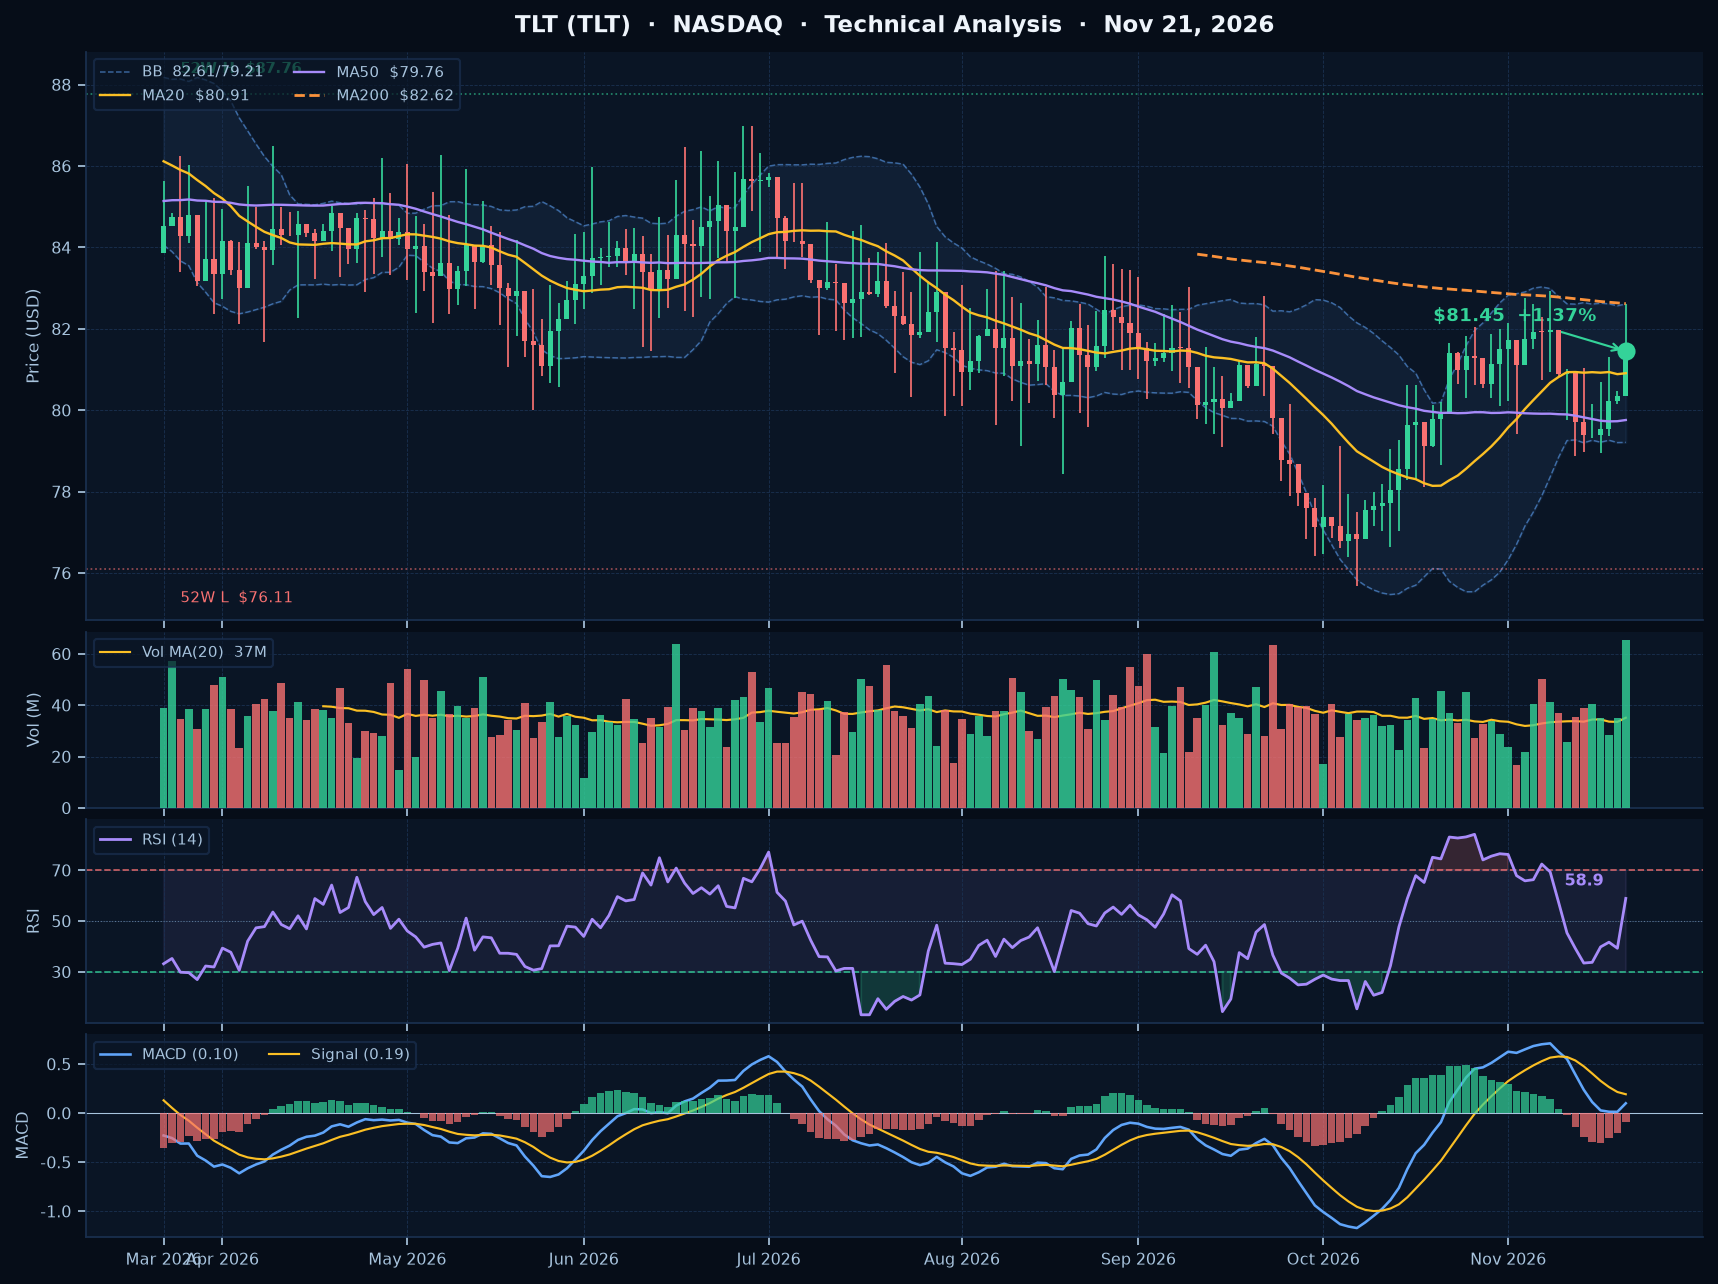 TLT (TLT)  ·  NASDAQ  ·  Technical Analysis  ·  Nov 21, 2026
52W H  $87.76
BB  82.61/79.21
MA50  $79.76
MA20  $80.91
MA200  $82.62
88
86
84
82
80
78
76
Price (USD)
$81.45  +1.37%
52W L  $76.11
Vol MA(20)  37M
60
40
20
0
Vol (M)
RSI (14)
70
50
30
RSI
58.9
MACD (0.10)
Signal (0.19)
0.5
0.0
-0.5
-1.0
MACD
Mar 2026
Apr 2026
May 2026
Jun 2026
Jul 2026
Aug 2026
Sep 2026
Oct 2026
Nov 2026